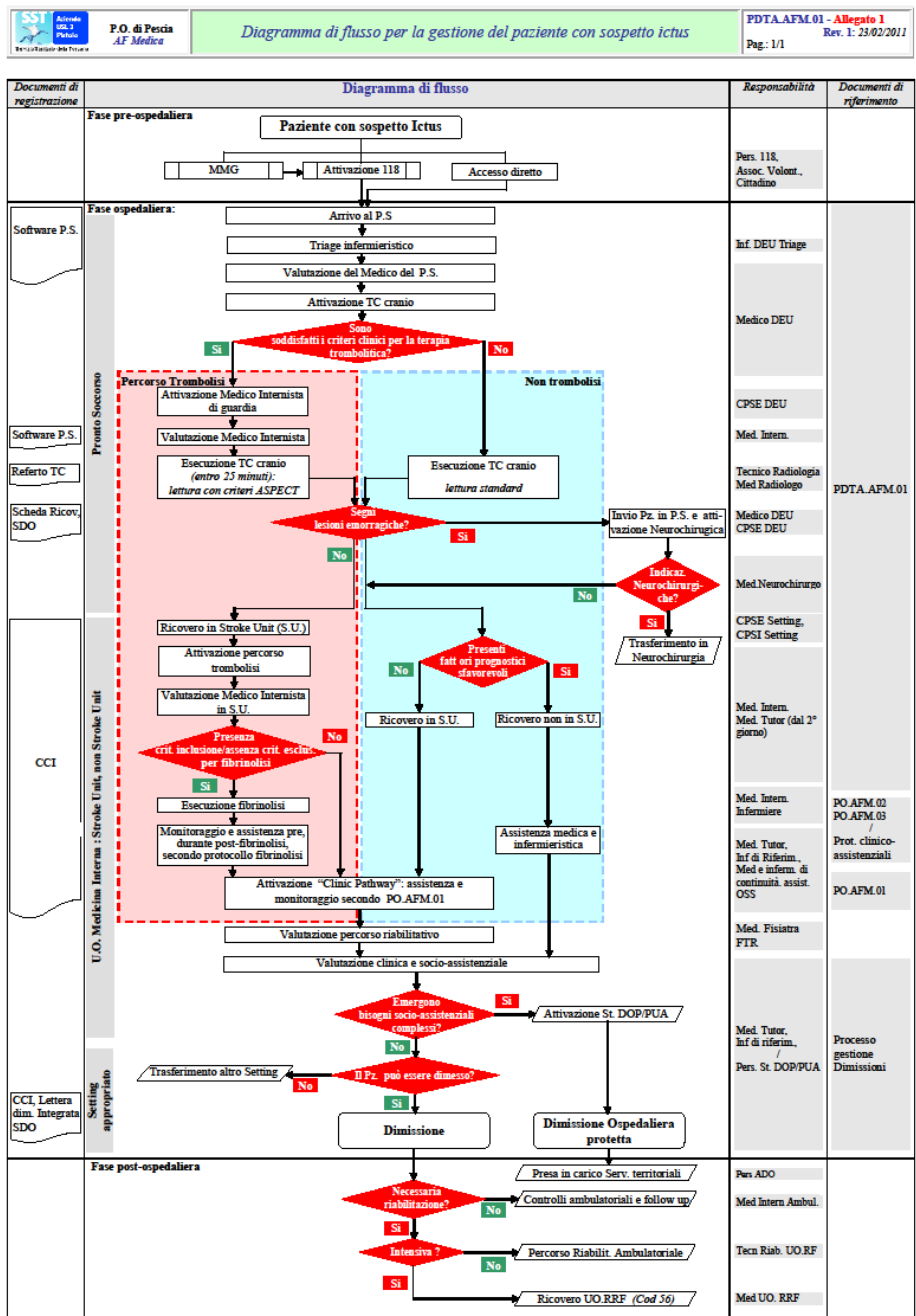 SST
Azienda
USL 3
Pistoia
Servizio Sanitario della Toscana
P.O. di Pescia
AF Medica
Diagramma di flusso per la gestione del paziente con sospetto ictus
PDTA.AFM.01 - Allegato 1
Rev. 1: 23/02/2011
Pag.: 1/1
Documenti di
registrazione
Diagramma di flusso
Responsabilità
Documenti di
riferimento
Fase pre-ospedaliera
Paziente con sospetto Ictus
MMG
Attivazione 118
Accesso diretto
Pers. 118,
Assoc. Volont.,
Cittadino
Fase ospedaliera:
Software P.S.
Arrivo al P.S
Triage infermieristico
Inf. DEU Triage
Valutazione del Medico del P.S.
Attivazione TC cranio
Medico DEU
Sono
soddisfatti i criteri clinici per la terapia
trombolitica?
Si
No
Pronto Soccorso
Percorso Trombolisi
Non trombolisi
Attivazione Medico Internista
di guardia
CPSE DEU
Software P.S.
Valutazione Medico Internista
Med. Intern.
Referto TC
Esecuzione TC cranio
(entro 25 minuti):
lettura con criteri ASPECT
Esecuzione TC cranio
lettura standard
Tecnico Radiologia
Med Radiologo
PDTA.AFM.01
Scheda Ricov,
SDO
Segni
lesioni emorragiche?
Si
No
Invio Pz. in P.S. e atti-
vazione Neurochirugica
Medico DEU
CPSE DEU
Indicaz.
Neurochirurgi-
che?
No
Si
Med.Neurochirurgo
Trasferimento in
Neurochirurgia
CPSE Setting,
CPSI Setting
U.O. Medicina Interna : Stroke Unit, non Stroke Unit
Ricovero in Stroke Unit (S.U.)
Attivazione percorso
trombolisi
Valutazione Medico Internista
in S.U.
Presenti
fatt ori prognostici
sfavorevoli
No
Si
Ricovero in S.U.
Ricovero non in S.U.
Med. Intern.
Med. Tutor (dal 2°
giorno)
CCI
Presenza
crit. inclusione/assenza crit. esclus.
per fibrinolisi
No
Si
Esecuzione fibrinolisi
Med. Intern.
Infermiere
PO.AFM.02
PO.AFM.03
/
Prot. clinico-
assistenziali
Monitoraggio e assistenza pre,
durante post-fibrinolisi,
secondo protocollo fibrinolisi
Assistenza medica e
infermieristica
Med. Tutor,
Inf di Riferim.,
Med e inferm. di
continuità. assist.
OSS
Attivazione “Clinic Pathway”: assistenza e
monitoraggio secondo PO.AFM.01
PO.AFM.01
Valutazione percorso riabilitativo
Med. Fisiatra
FTR
Valutazione clinica e socio-assistenziale
Emergono
bisogni socio-assistenziali
complessi?
Si
No
Attivazione St. DOP/PUA
Med. Tutor,
Inf di riferim.,
/
Pers. St. DOP/PUA
Processo
gestione
Dimissioni
Setting
appropriato
Trasferimento altro Setting
Il Pz. può essere dimesso?
No
Si
CCI, Lettera
dim. Integrata
SDO
Dimissione
Dimissione Ospedaliera
protetta
Fase post-ospedaliera
Presa in carico Serv. territoriali
Pers ADO
Necessaria
riabilitazione?
No
Si
Controlli ambulatoriali e follow up
Med Intern Ambul.
Intensiva ?
No
Si
Percorso Riabilit. Ambulatoriale
Tecn Riab. UO.RF
Ricovero UO.RRF (Cod 56)
Med UO. RRF